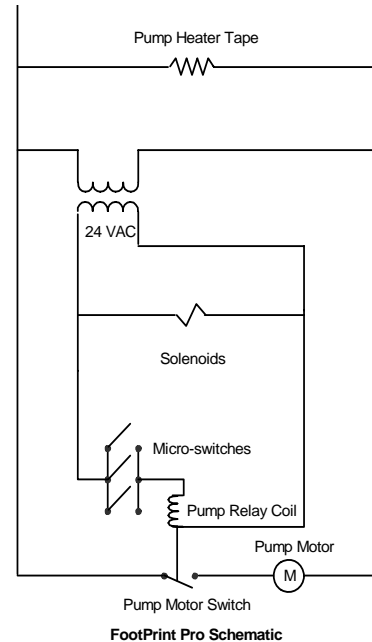 Pump Heater Tape
24 VAC
Solenoids
Micro-switches
Pump Relay Coil
Pump Motor
M
Pump Motor Switch
FootPrint Pro Schematic